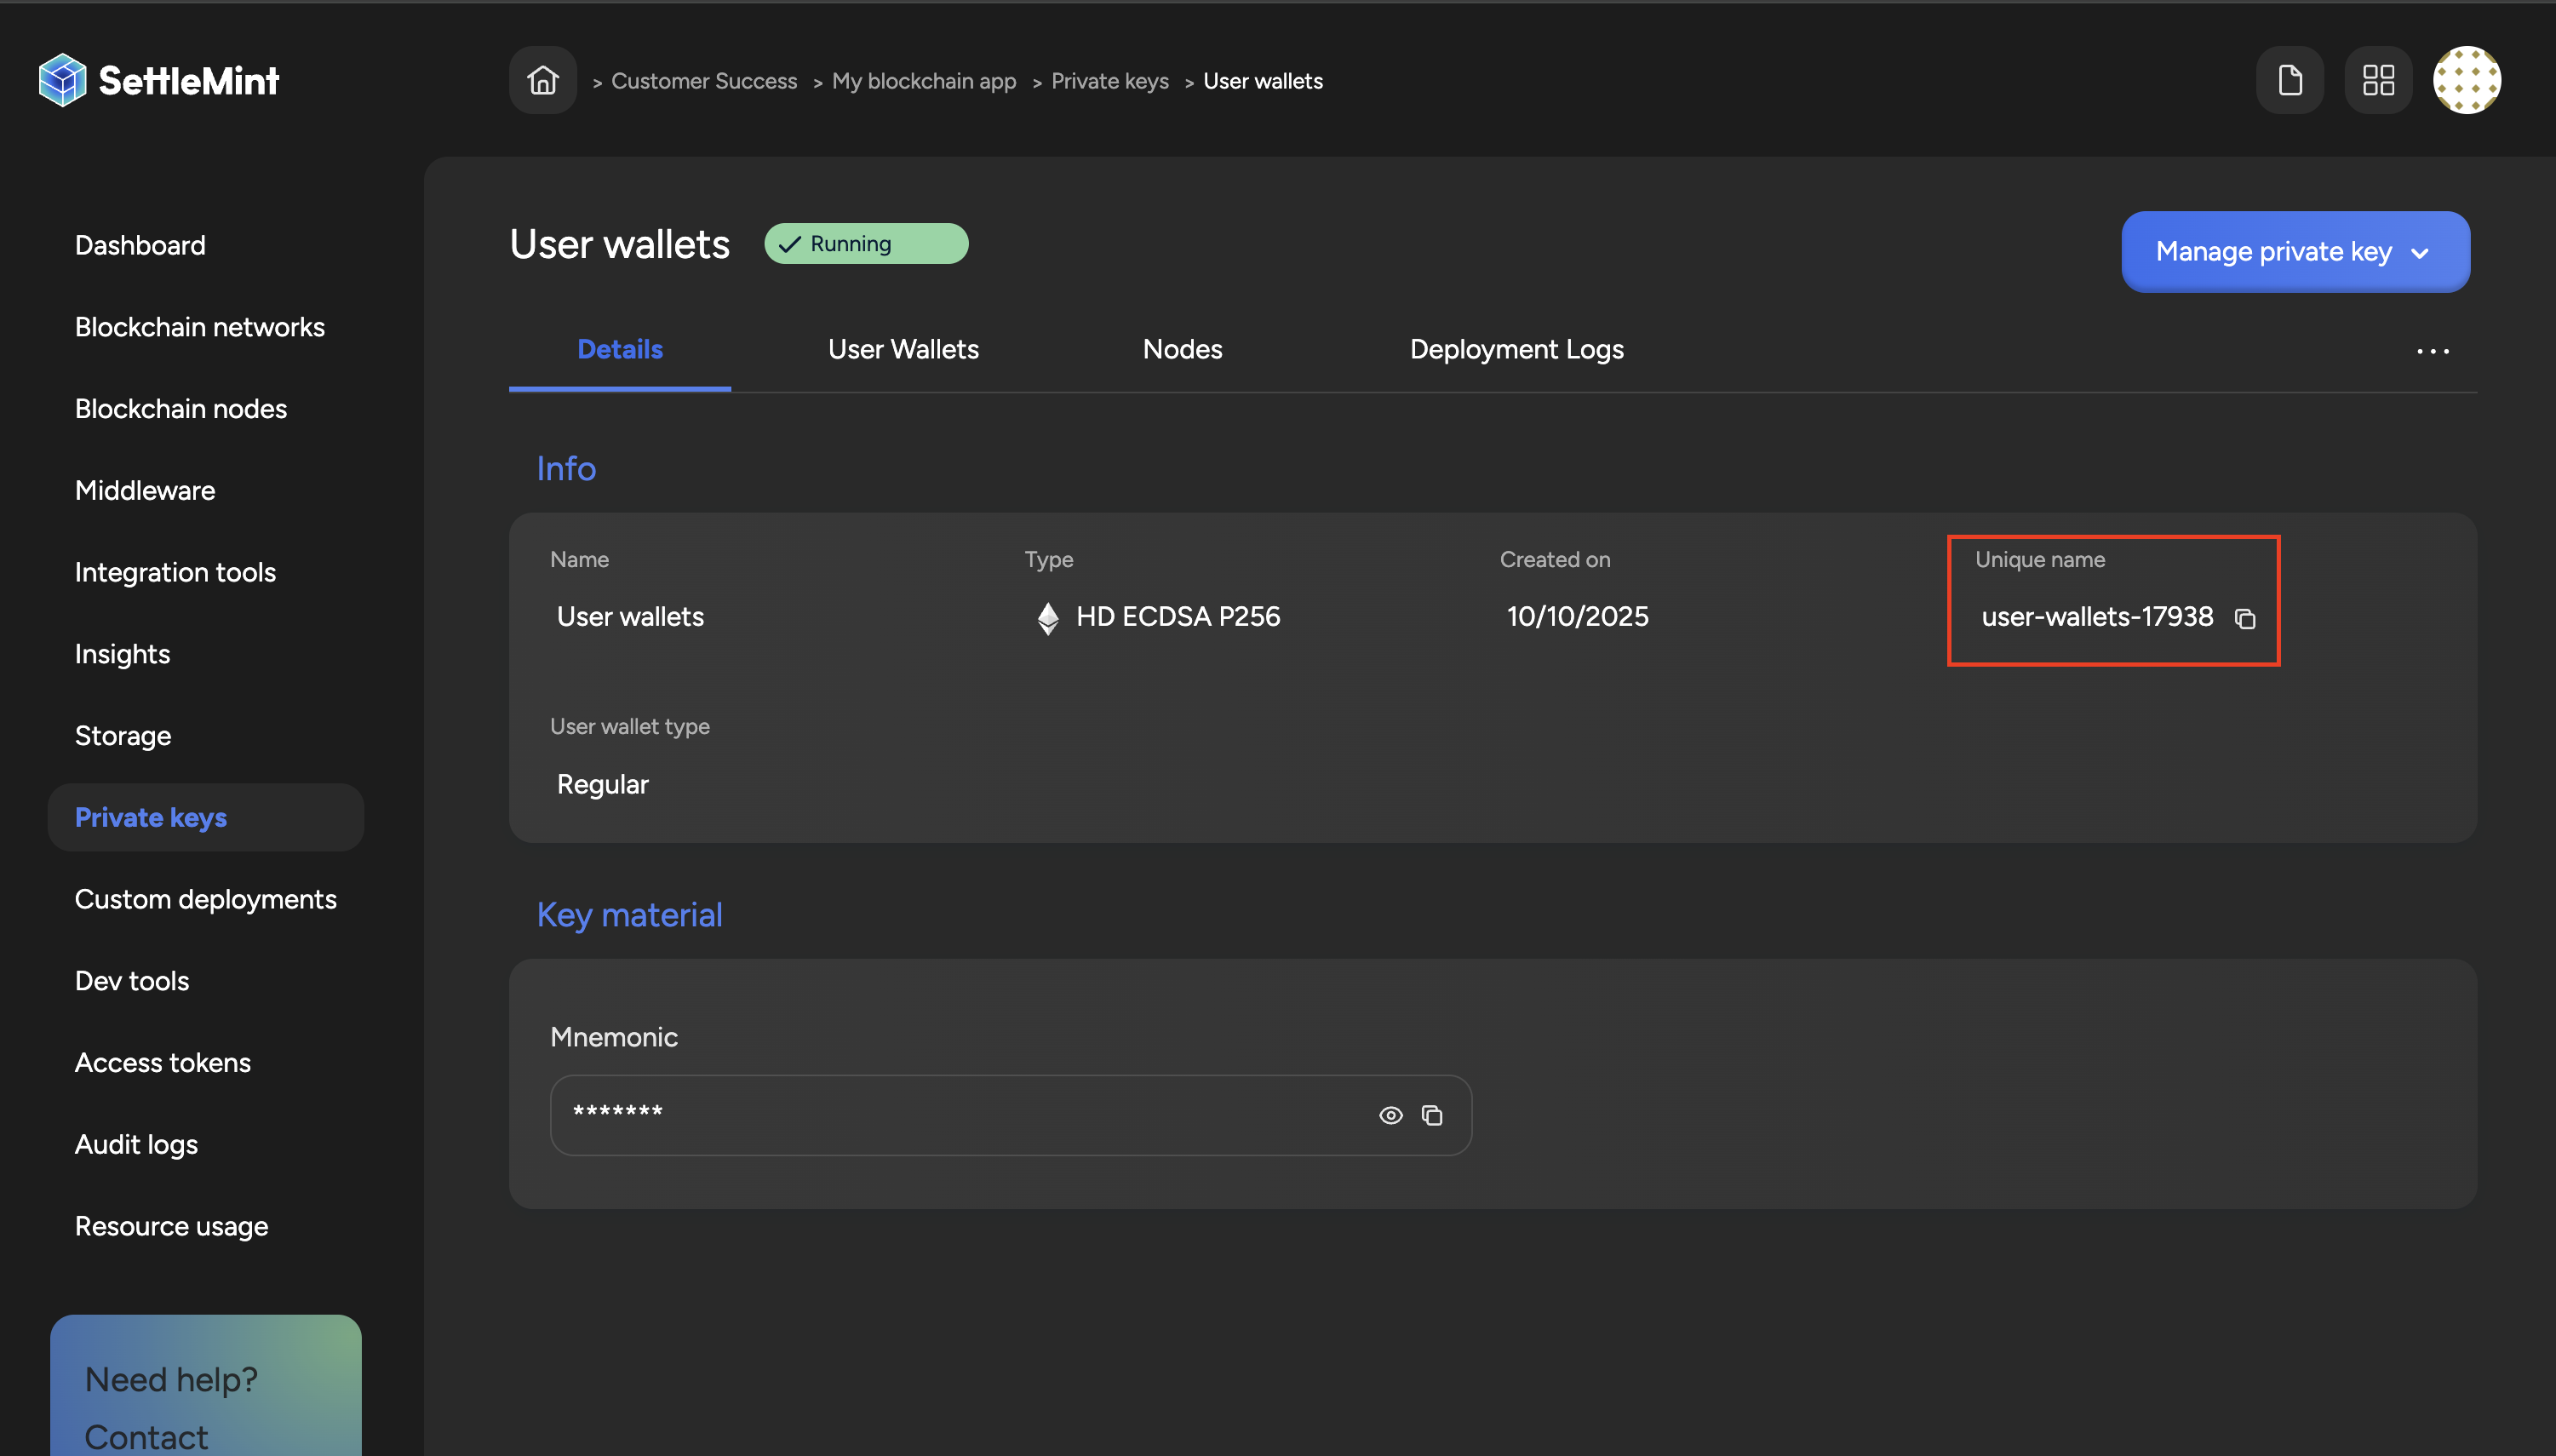 SettleMint
> Customer Success > My blockchain app > Private keys > User wallets
Dashboard
Blockchain networks
Blockchain nodes
Middleware
Integration tools
Insights
Storage
Private keys
Custom deployments
Dev tools
Access tokens
Audit logs
Resource usage
Need help?
Contact
User wallets
Running
Manage private key
Details User Wallets Nodes Deployment Logs ...
Info
Name Type Created on Unique name
User wallets HD ECDSA P256 10/10/2025 user-wallets-17938
User wallet type
Regular
Key material
Mnemonic
*******